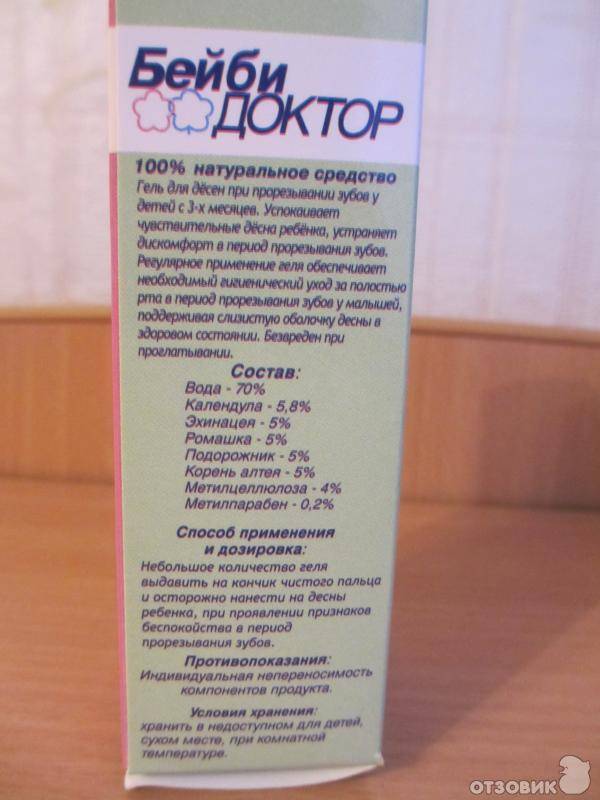 Бейби
ДОКТОР
100% натуральное средство
Гель для дёсен при прорезывании зубов у
детей с 3-х месяцев. Успокаивает
чувствительные дёсна ребёнка, устраняет
дискомфорт в период прорезывания зубов.
Регулярное применение геля обеспечивает
необходимый гигиенический уход за полостью
рта в период прорезывания зубов у малышей,
поддерживая слизистую оболочку десны в
здоровом состоянии. Безвреден при
проглатывании.
Состав:
Вода - 70%
Календула - 5,8%
Эхинацея - 5%
Ромашка - 5%
Подорожник - 5%
Корень алтея - 5%
Метилцеллюлоза - 4%
Метилпарабен - 0,2%
Способ применения
и дозировка:
Небольшое количество геля
выдавить на кончик чистого пальца
и осторожно нанести на десны
ребенка, при проявлении признаков
беспокойства в период
прорезывания зубов.
Противопоказания:
Индивидуальная непереносимость
компонентов продукта.
Условия хранения:
хранить в недоступном для детей,
сухом месте, при комнатной
температуре.
ОТЗОВИК